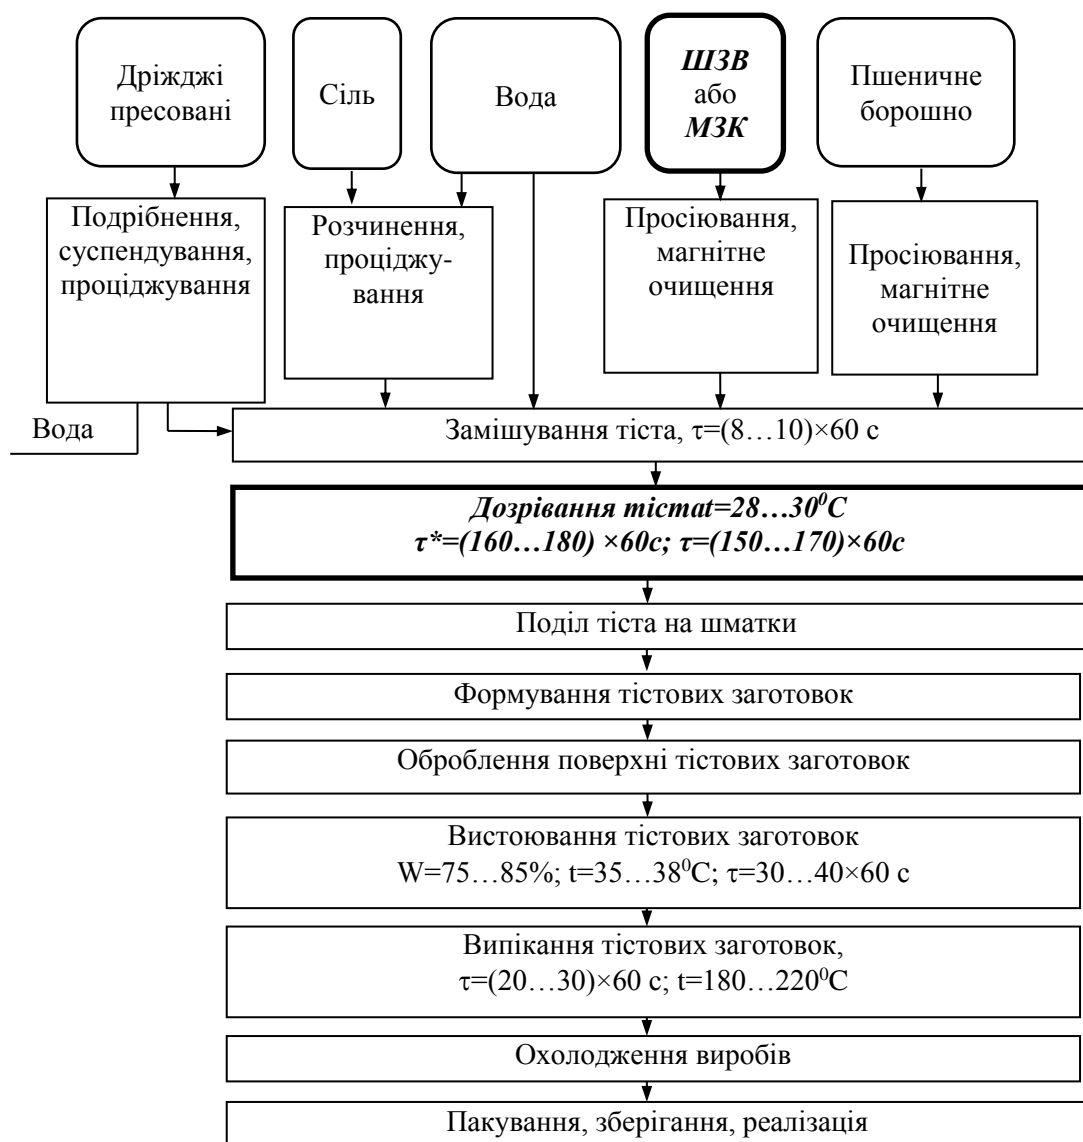 Дріжджі
пресовані
Сіль
Вода
ШЗВ
або
МЗК
Пшеничне
борошно
Подрібнення,
суспендування,
проціджування
Розчинення,
проціджу-
вання
Просіювання,
магнітне
очищення
Просіювання,
магнітне
очищення
Вода
Замішування тіста, τ=(8…10)×60 с
Дозрівання тістаt=28…30⁰С
τ*=(160…180) ×60с; τ=(150…170)×60с
Поділ тіста на шматки
Формування тістових заготовок
Оброблення поверхні тістових заготовок
Вистоювання тістових заготовок
W=75…85%; t=35…38⁰С; τ=30…40×60 с
Випікання тістових заготовок,
τ=(20…30)×60 с; t=180…220⁰С
Охолодження виробів
Пакування, зберігання, реалізація